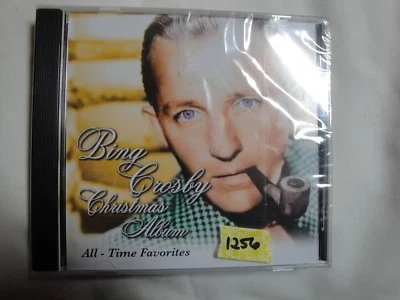 Bing
Crosby
Christmas
Album
All - Time Favorites
1256